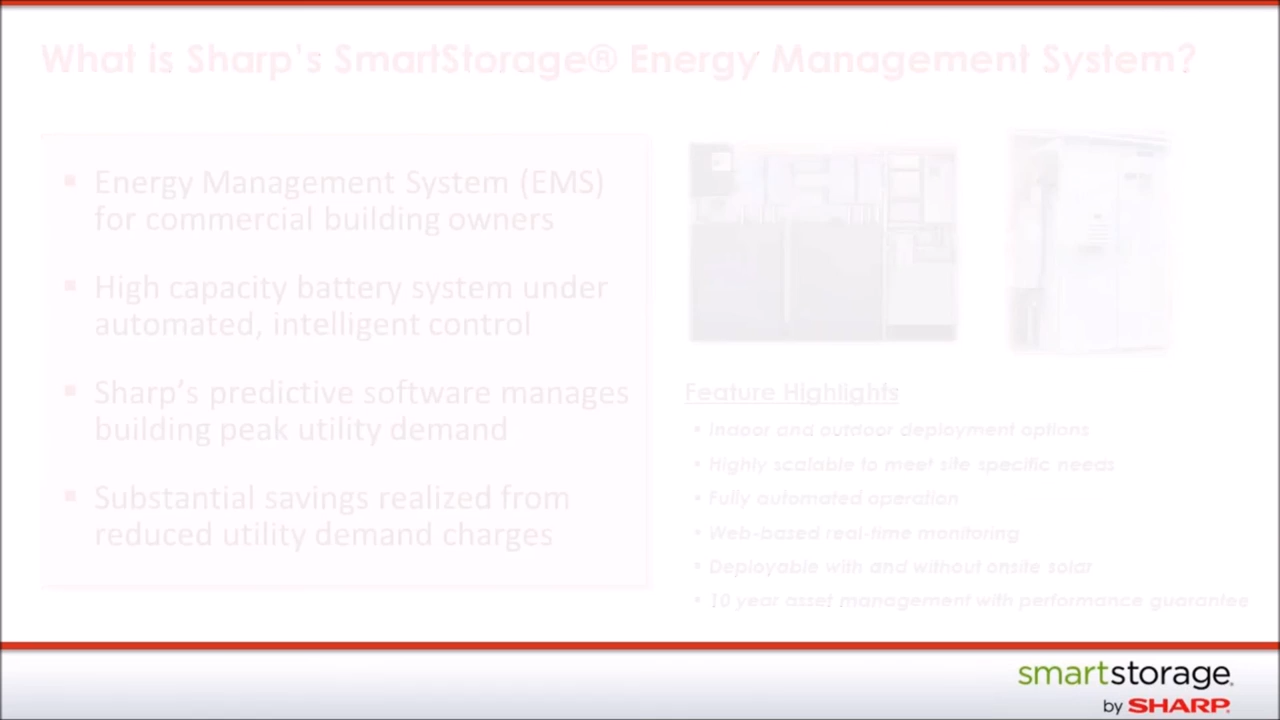 What is Sharp's SmartStorage® Energy Management System?
▪ Energy Management System (EMS)
for commercial building owners
▪ High capacity battery system under
automated, intelligent control
▪ Sharp's predictive software manages
building peak utility demand
▪ Substantial savings realized from
reduced utility demand charges
Feature Highlights
• Indoor and outdoor deployment options
• Highly scalable to meet site specific needs
• Fully automated operation
• Web-based real-time monitoring
• Deployable with and without onsite solar
• 10 year asset management with performance guarantee
smartstorage.
by SHARP